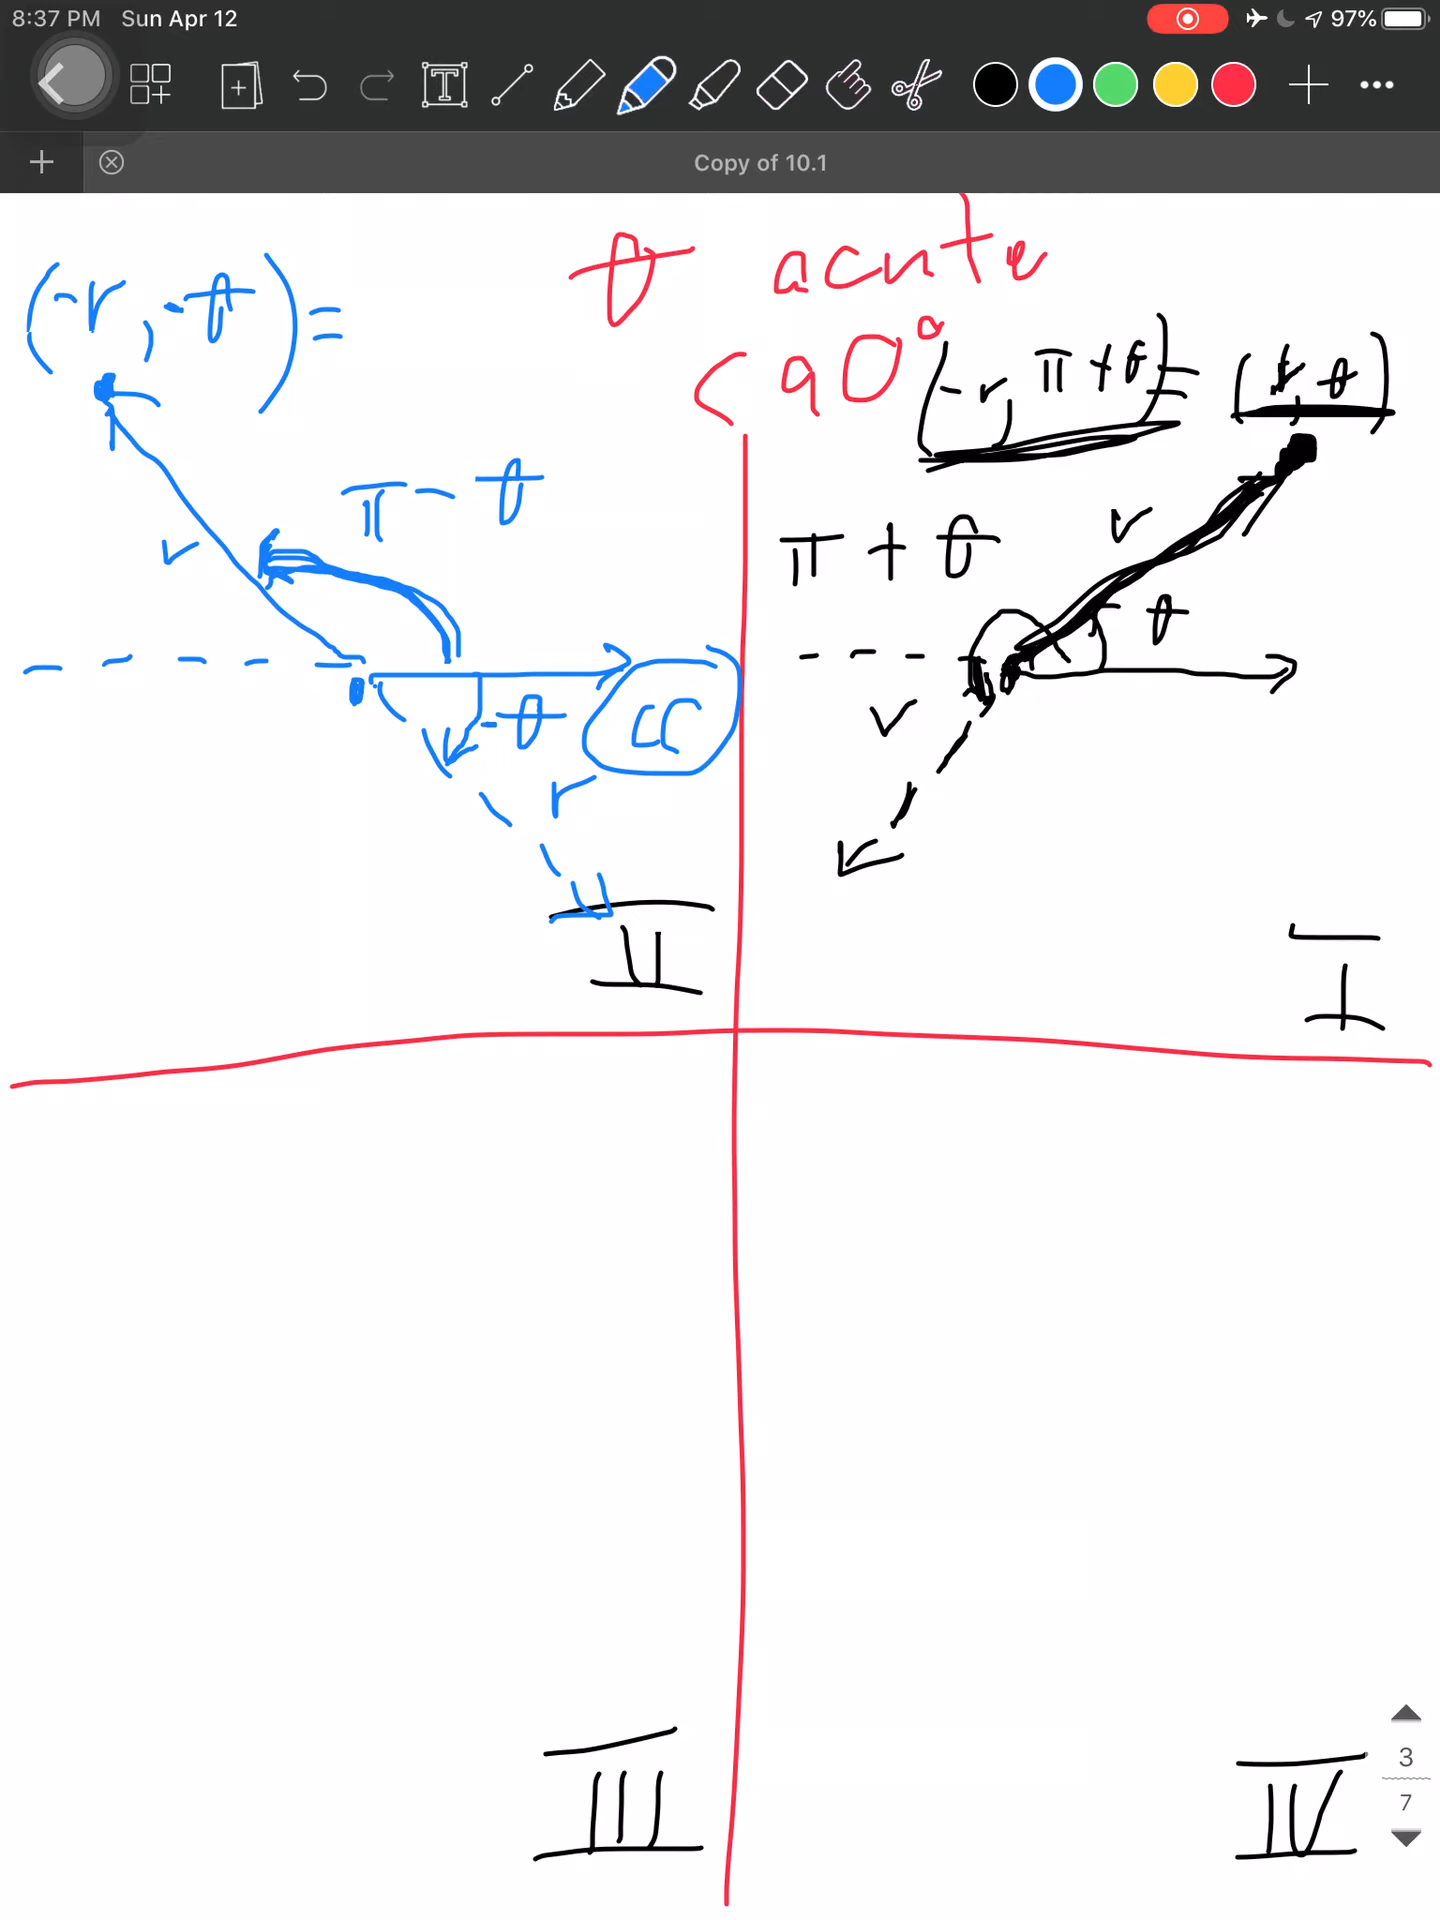 8:37 PM Sun Apr 12
97%
T
Copy of 10.1
θ acute
< 90°
(-r, -θ) =
(-r, π + θ) = (r, θ)
π - θ
r
π + θ
r
θ
-θ
CC
r
r
II
I
III
IV
3
7